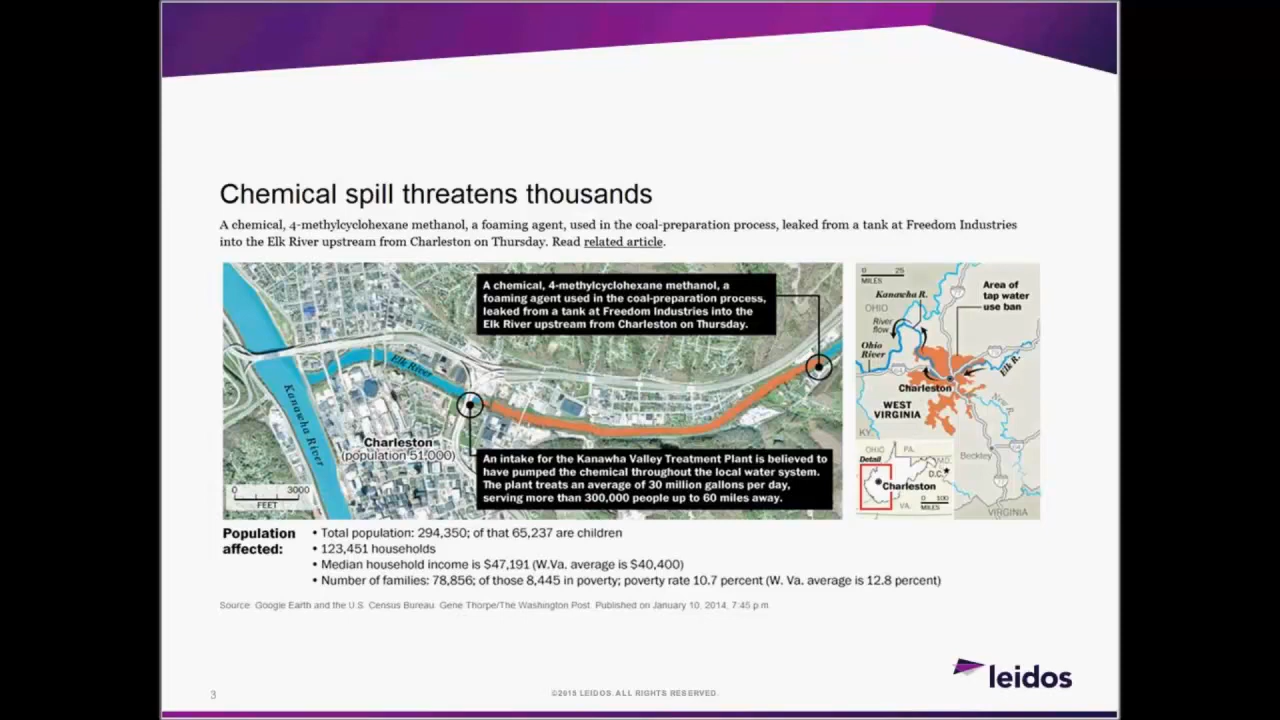 Chemical spill threatens thousands
A chemical, 4-methylcyclohexane methanol, a foaming agent, used in the coal-preparation process, leaked from a tank at Freedom Industries
into the Elk River upstream from Charleston on Thursday. Read related article.
A chemical, 4-methylcyclohexane methanol, a
foaming agent used in the coal-preparation process,
leaked from a tank at Freedom Industries into the
Elk River upstream from Charleston on Thursday.
Elk River
Kanawha River
Charleston
(population 51,000)
An intake for the Kanawha Valley Treatment Plant is believed to
have pumped the chemical throughout the local water system.
The plant treats an average of 30 million gallons per day,
serving more than 300,000 people up to 60 miles away.
0 3000
FEET
0 25
MILES
Kanawha R.
OHIO
River
flow
Ohio
River
Area of
tap water
use ban
Elk R.
Charleston
WEST
VIRGINIA
New R.
KY.
Beckley
OHIO
PA.
MD.
Detail
D.C.
Charleston
VA.
0 100
MILES
VIRGINIA
Population
affected:
• Total population: 294,350; of that 65,237 are children
• 123,451 households
• Median household income is $47,191 (W.Va. average is $40,400)
• Number of families: 78,856; of those 8,445 in poverty; poverty rate 10.7 percent (W. Va. average is 12.8 percent)
Source: Google Earth and the U.S. Census Bureau. Gene Thorpe/The Washington Post. Published on January 10, 2014, 7:45 p.m.
leidos
3
©2015 LEIDOS. ALL RIGHTS RESERVED.